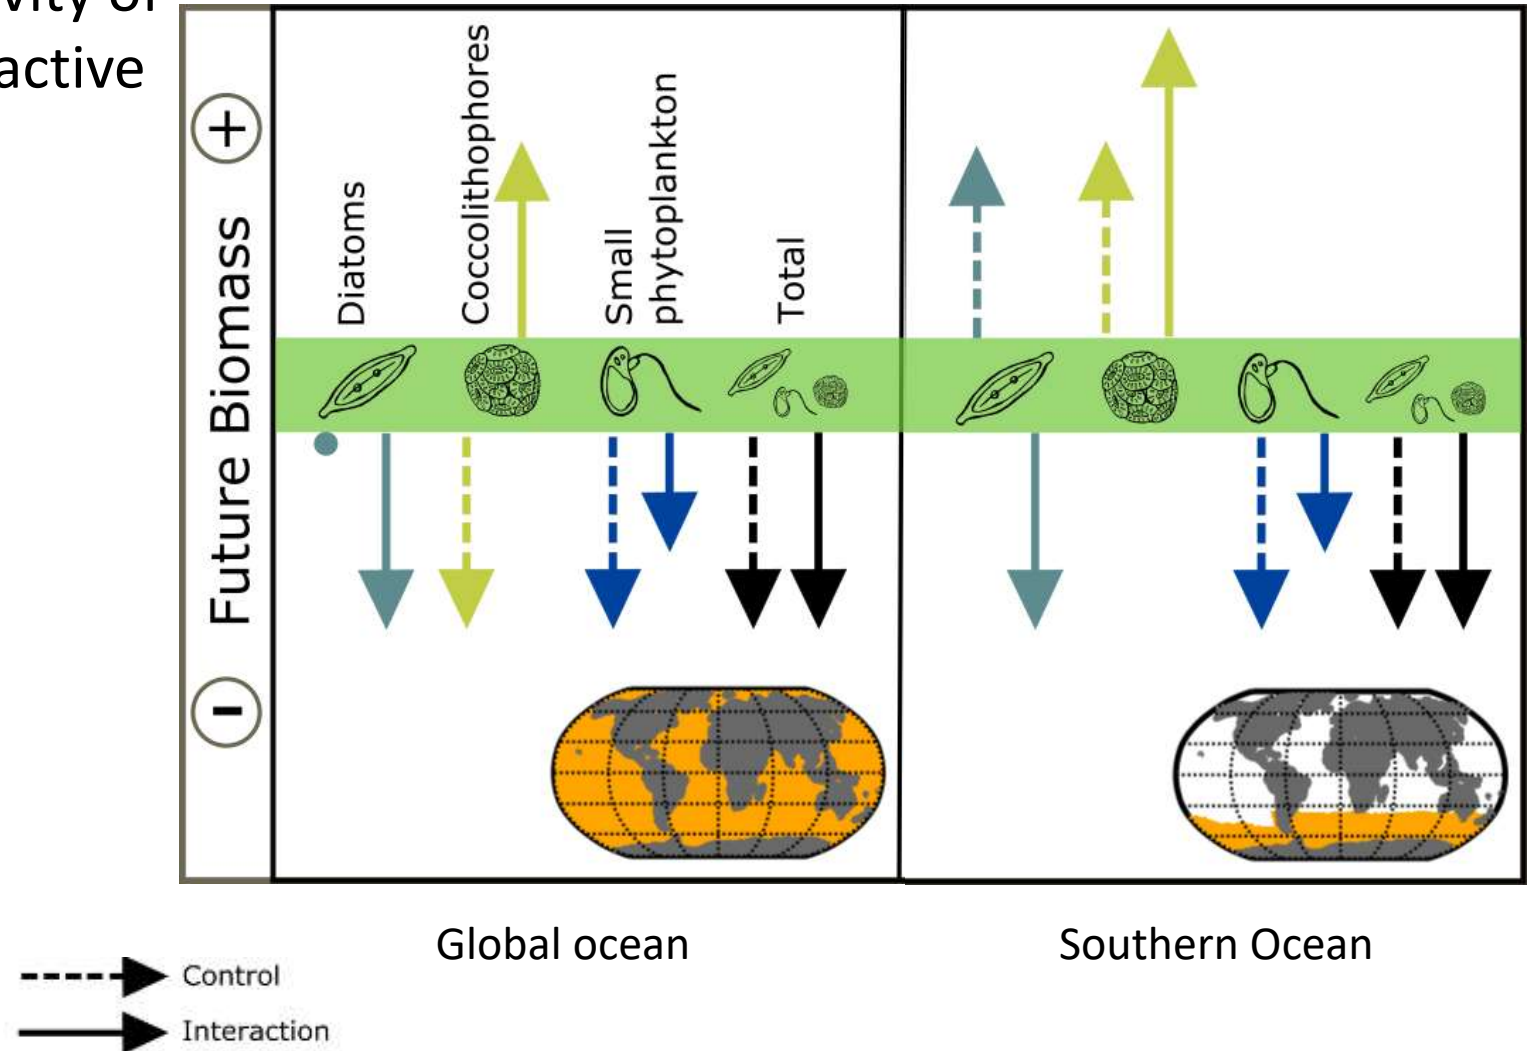 active
+
Future Biomass
-
Diatoms
Coccolithophores
Small
phytoplankton
Total
Global ocean
Southern Ocean
Control
Interaction